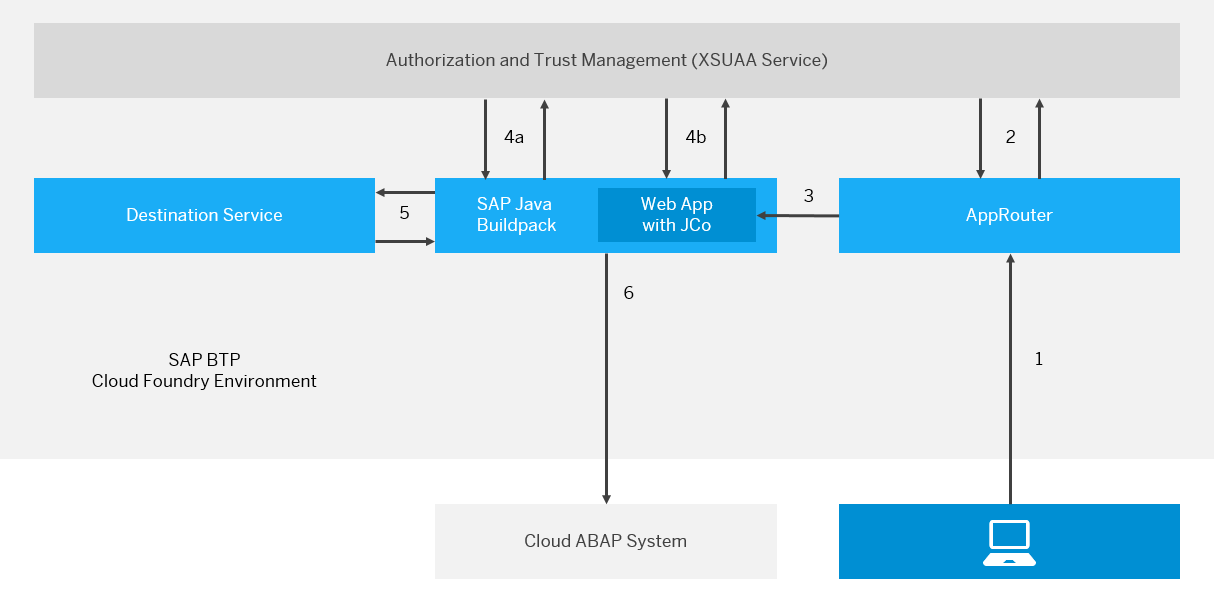 Authorization and Trust Management (XSUAA Service)
4a
4b
2
Destination Service
5
SAP Java
Buildpack
Web App
with JCo
3
AppRouter
6
1
SAP BTP
Cloud Foundry Environment
Cloud ABAP System